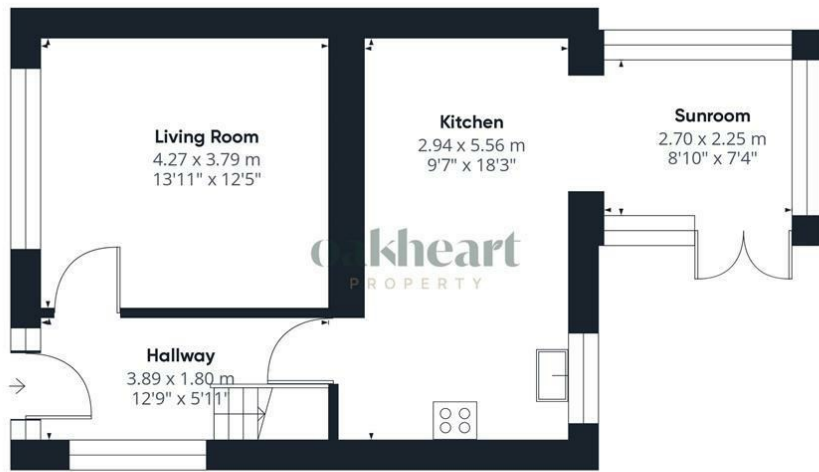 Living Room
4.27 x 3.79 m
13'11" x 12'5"
Kitchen
2.94 x 5.56 m
9'7" x 18'3"
Sunroom
2.70 x 2.25 m
8'10" x 7'4"
oakheart
PROPERTY
Hallway
3.89 x 1.80 m
12'9" x 5'11"